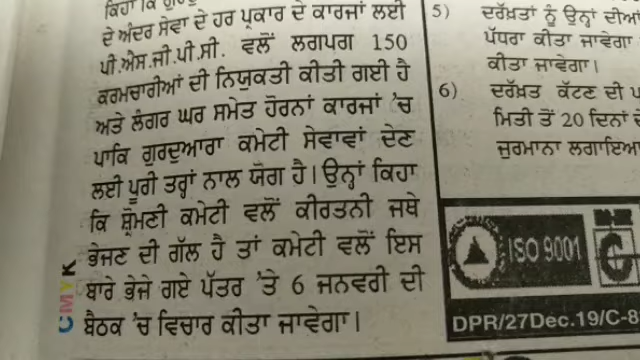 ਕਿਹਾ ਕਿ
ਦੇ ਅੰਦਰ ਸੇਵਾ ਦੇ ਹਰ ਪ੍ਰਕਾਰ ਦੇ ਕਾਰਜਾਂ ਲਈ
ਪੀ.ਐਸ.ਜੀ.ਪੀ.ਸੀ. ਵਲੋਂ ਲਗਪਗ 150
ਕਰਮਚਾਰੀਆਂ ਦੀ ਨਿਯੁਕਤੀ ਕੀਤੀ ਗਈ ਹੈ
ਅਤੇ ਲੰਗਰ ਘਰ ਸਮੇਤ ਹੋਰਨਾਂ ਕਾਰਜਾਂ 'ਚ
ਪਾਕਿ ਗੁਰਦੁਆਰਾ ਕਮੇਟੀ ਸੇਵਾਵਾਂ ਦੇਣ
ਲਈ ਪੂਰੀ ਤਰ੍ਹਾਂ ਨਾਲ ਯੋਗ ਹੈ। ਉਨ੍ਹਾਂ ਕਿਹਾ
ਕਿ ਸ਼੍ਰੋਮਣੀ ਕਮੇਟੀ ਵਲੋਂ ਕੀਰਤਨੀ ਜਥੇ
ਭੇਜਣ ਦੀ ਗੱਲ ਹੈ ਤਾਂ ਕਮੇਟੀ ਵਲੋਂ ਇਸ
ਬਾਰੇ ਭੇਜੇ ਗਏ ਪੱਤਰ 'ਤੇ 6 ਜਨਵਰੀ ਦੀ
ਬੈਠਕ 'ਚ ਵਿਚਾਰ ਕੀਤਾ ਜਾਵੇਗਾ।
CMYK
5) ਦਰੱਖ਼ਤਾਂ ਨੂੰ ਉਨ੍ਹਾਂ ਦੀਆਂ
ਪੱਧਰਾ ਕੀਤਾ ਜਾਵੇਗਾ
ਕੀਤਾ ਜਾਵੇਗਾ।
6) ਦਰੱਖ਼ਤ ਕੱਟਣ ਦੀ
ਮਿਤੀ ਤੋਂ 20 ਦਿਨਾਂ
ਜੁਰਮਾਨਾ ਲਗਾਇਆ
ISO 9001
DPR/27Dec.19/C-8